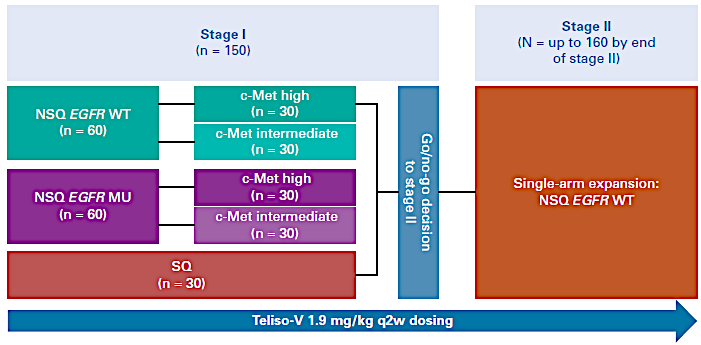 Stage I
(n = 150)
Stage II
(N = up to 160 by end
of stage II)
NSQ EGFR WT
(n = 60)
c-Met high
(n = 30)
c-Met intermediate
(n = 30)
NSQ EGFR MU
(n = 60)
c-Met high
(n = 30)
c-Met intermediate
(n = 30)
SQ
(n = 30)
Go/no-go decision
to stage II
Single-arm expansion:
NSQ EGFR WT
Teliso-V 1.9 mg/kg q2w dosing